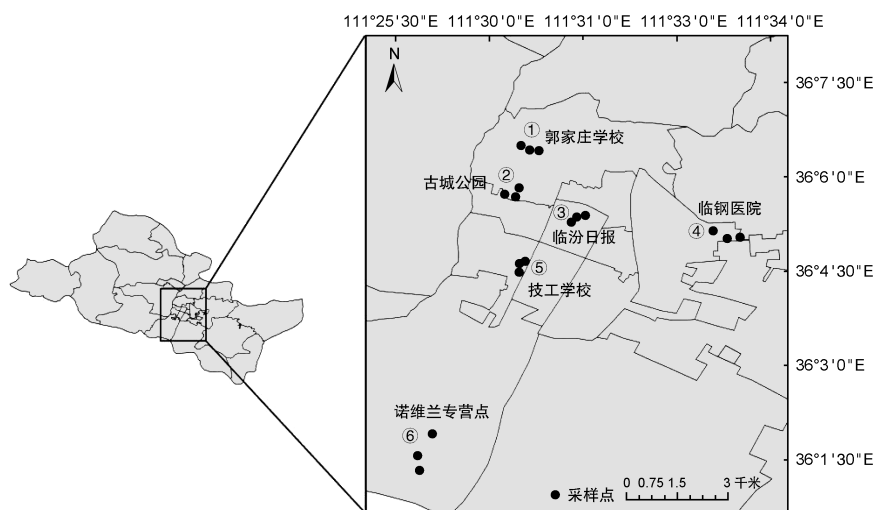 111°25'30"E 111°30'0"E 111°31'0"E 111°33'0"E 111°34'0"E
N
36°7'30"E
① 郭家庄学校
36°6'0"E
② 古城公园
临钢医院
③
④
临汾日报
36°4'30"E
⑤
技工学校
36°3'0"E
诺维兰专营点
⑥
36°1'30"E
0 0.75 1.5 3 千米
采样点